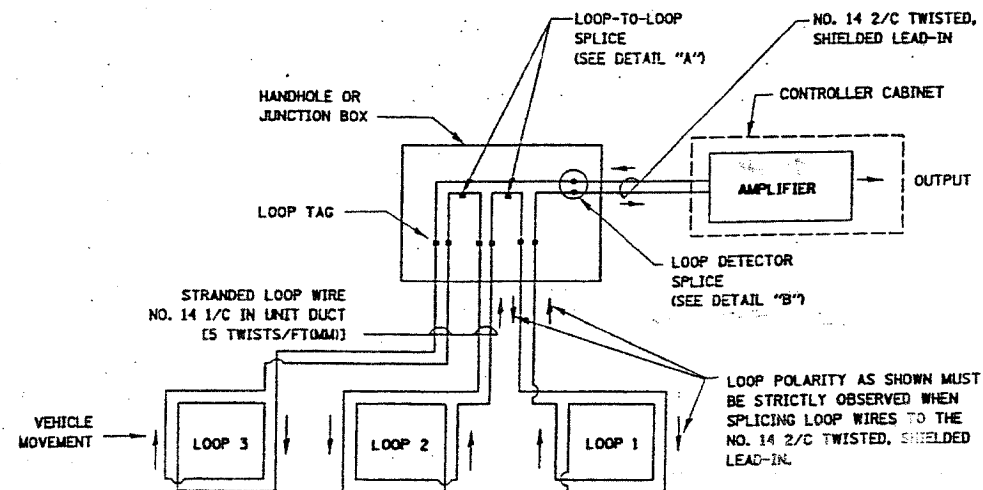 LOOP-TO-LOOP
SPLICE
(SEE DETAIL "A")
NO. 14 2/C TWISTED,
SHIELDED LEAD-IN
HANDHOLE OR
JUNCTION BOX
CONTROLLER CABINET
AMPLIFIER
OUTPUT
LOOP TAG
LOOP DETECTOR
SPLICE
(SEE DETAIL "B")
STRANDED LOOP WIRE
NO. 14 1/C IN UNIT DUCT
[5 TWISTS/FT(MM)]
LOOP POLARITY AS SHOWN MUST
BE STRICTLY OBSERVED WHEN
SPLICING LOOP WIRES TO THE
NO. 14 2/C TWISTED, SHIELDED
LEAD-IN.
VEHICLE
MOVEMENT
LOOP 3
LOOP 2
LOOP 1